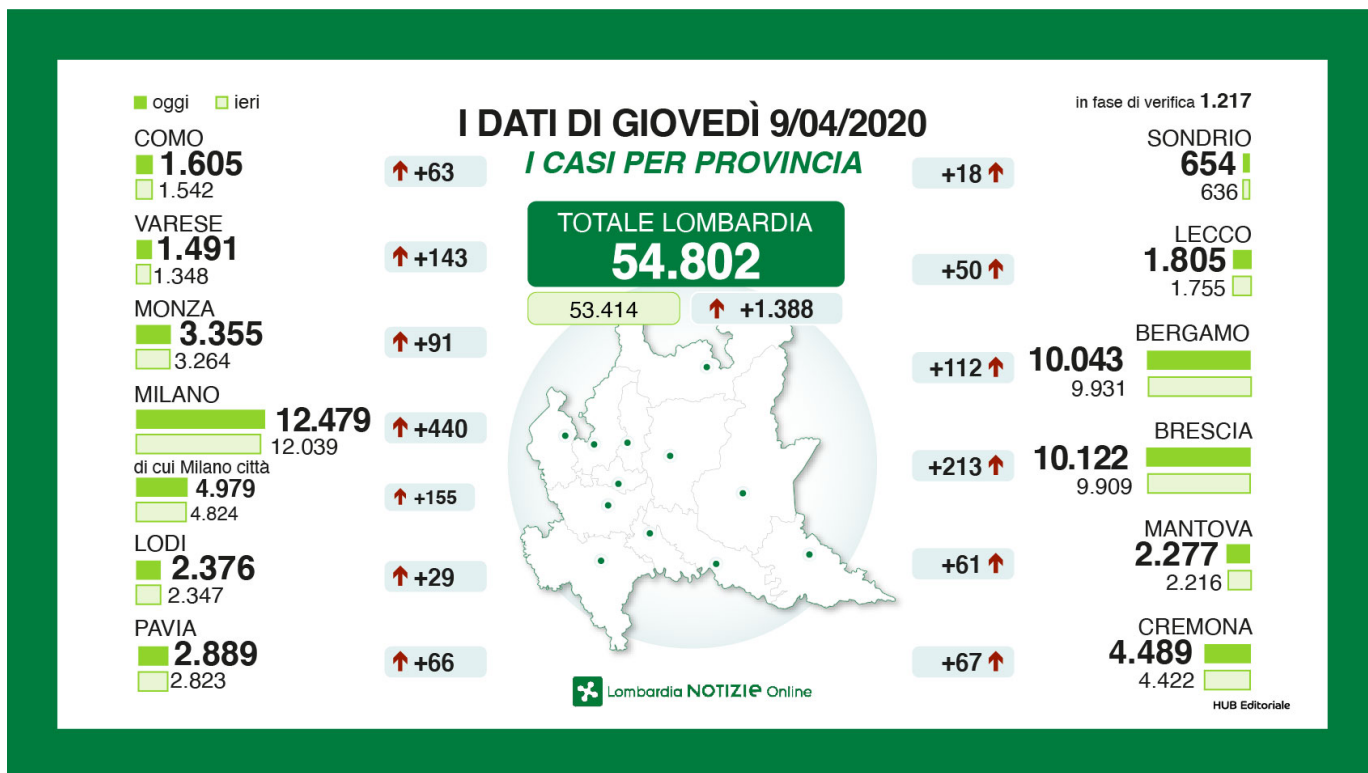 oggi ieri
I DATI DI GIOVEDÌ 9/04/2020
I CASI PER PROVINCIA
in fase di verifica 1.217
TOTALE LOMBARDIA
54.802
53.414
+1.388
COMO
1.605
+63
1.542
VARESE
1.491
+143
1.348
MONZA
3.355
+91
3.264
MILANO
12.479
+440
12.039
di cui Milano città
4.979
+155
4.824
LODI
2.376
+29
2.347
PAVIA
2.889
+66
2.823
SONDRIO
+18
654
636
LECCO
1.805
+50
1.755
BERGAMO
+112
10.043
9.931
BRESCIA
+213
10.122
9.909
MANTOVA
2.277
+61
2.216
CREMONA
4.489
+67
4.422
Lombardia NOTIZIE Online
HUB Editoriale